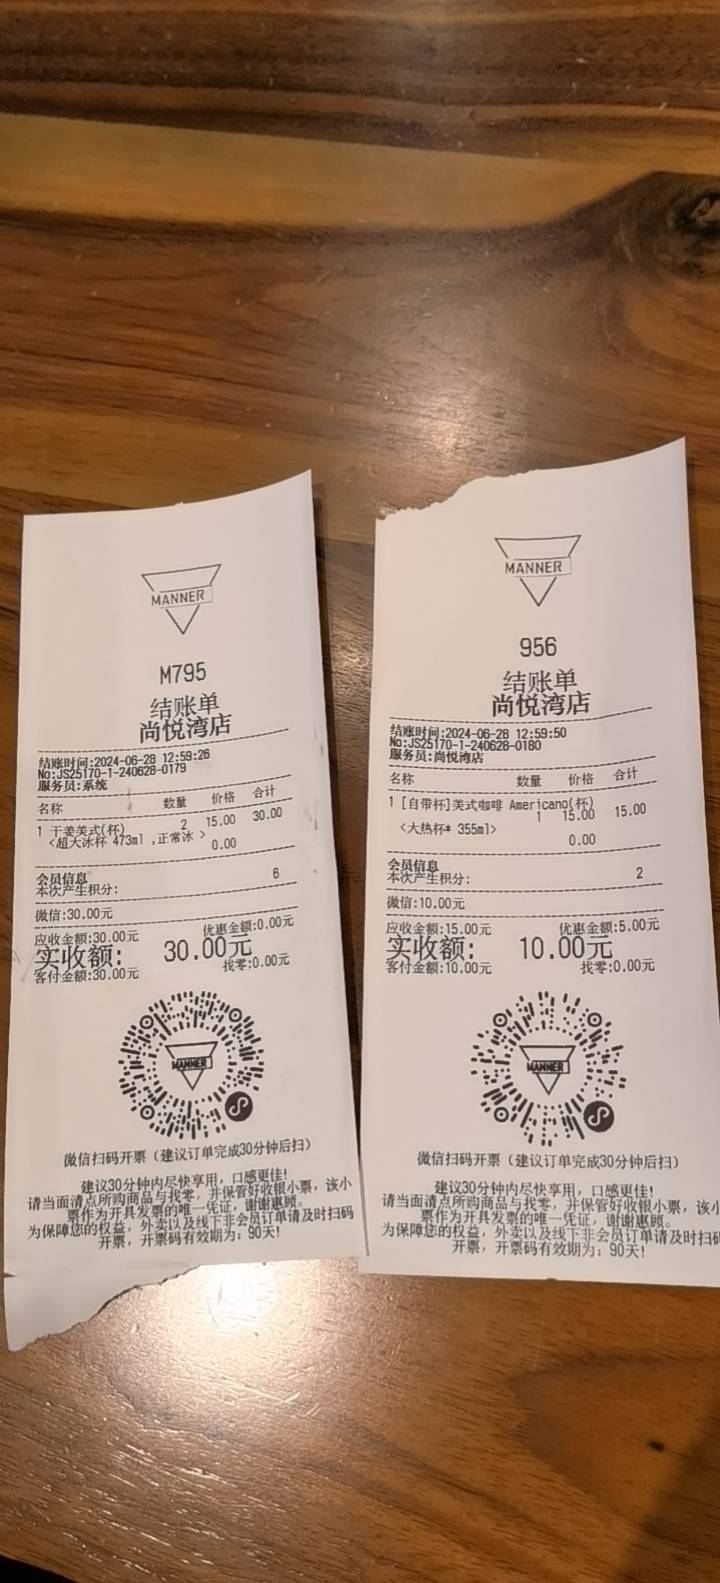 MANNER
M795
结账单
尚悦湾店
结账时间:2024-06-28 12:59:26
No:JS25170-1-240628-0179
服务员:系统
名称 数量 价格 合计
1 干姜美式(杯) 2 15.00 30.00
<超大冰杯 473ml ,正常冰 >
0.00
会员信息
本次产生积分: 6
微信:30.00元
应收金额:30.00元 优惠金额:0.00元
实收额: 30.00元
客付金额:30.00元 找零:0.00元
MANNER
微信扫码开票（建议订单完成30分钟后扫）
建议30分钟内尽快享用，口感更佳!
请当面清点所购商品与找零，并保管好收银小票，该小
票作为开具发票的唯一凭证，谢谢惠顾。
为保障您的权益，外卖以及线下非会员订单请及时扫码
开票，开票码有效期为: 90天!
MANNER
956
结账单
尚悦湾店
结账时间:2024-06-28 12:59:50
No:JS25170-1-240628-0180
服务员:尚悦湾店
名称 数量 价格 合计
1 [自带杯]美式咖啡 Americano(杯)
1 15.00 15.00
<大热杯* 355ml>
0.00
会员信息
本次产生积分: 2
微信:10.00元
应收金额:15.00元 优惠金额:5.00元
实收额: 10.00元
客付金额:10.00元 找零:0.00元
MANNER
微信扫码开票（建议订单完成30分钟后扫）
建议30分钟内尽快享用，口感更佳!
请当面清点所购商品与找零，并保管好收银小票，该小
票作为开具发票的唯一凭证，谢谢惠顾。
为保障您的权益，外卖以及线下非会员订单请及时扫码
开票，开票码有效期为: 90天!